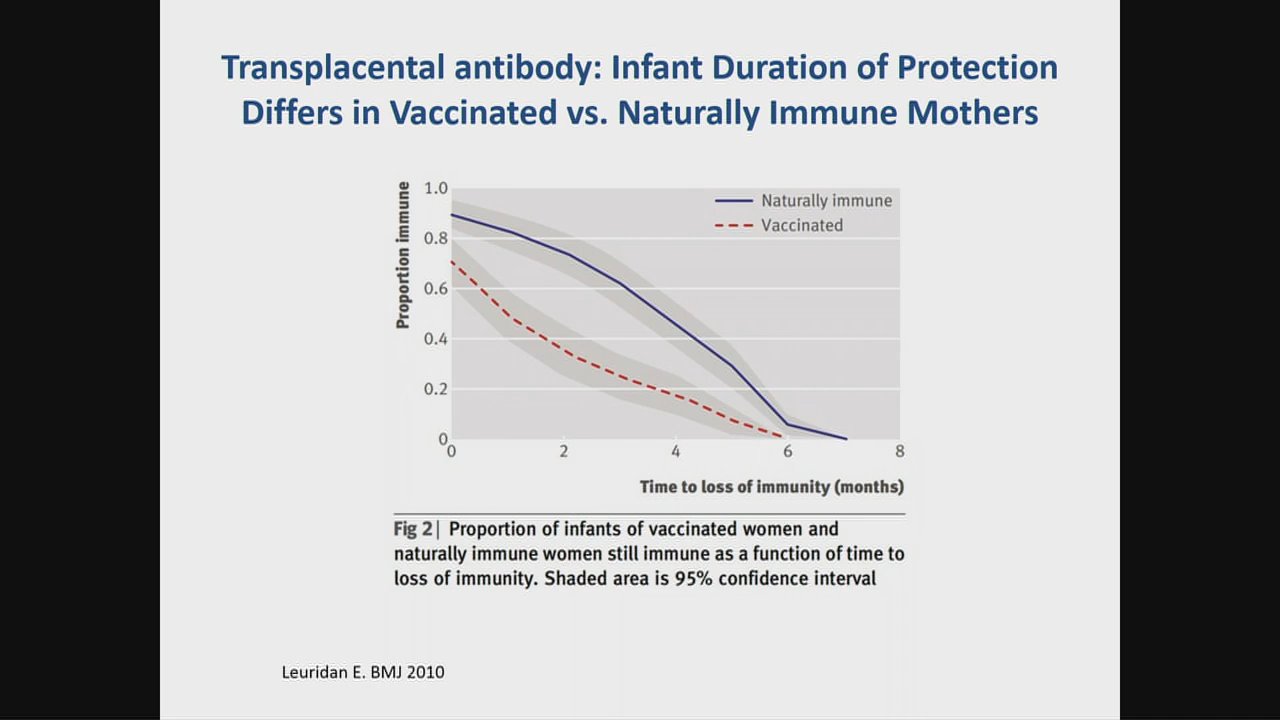 Transplacental antibody: Infant Duration of Protection
Differs in Vaccinated vs. Naturally Immune Mothers
Proportion immune
1.0
0.8
0.6
0.4
0.2
0
Naturally immune
Vaccinated
0 2 4 6 8
Time to loss of immunity (months)
Fig 2| Proportion of infants of vaccinated women and
naturally immune women still immune as a function of time to
loss of immunity. Shaded area is 95% confidence interval
Leuridan E. BMJ 2010